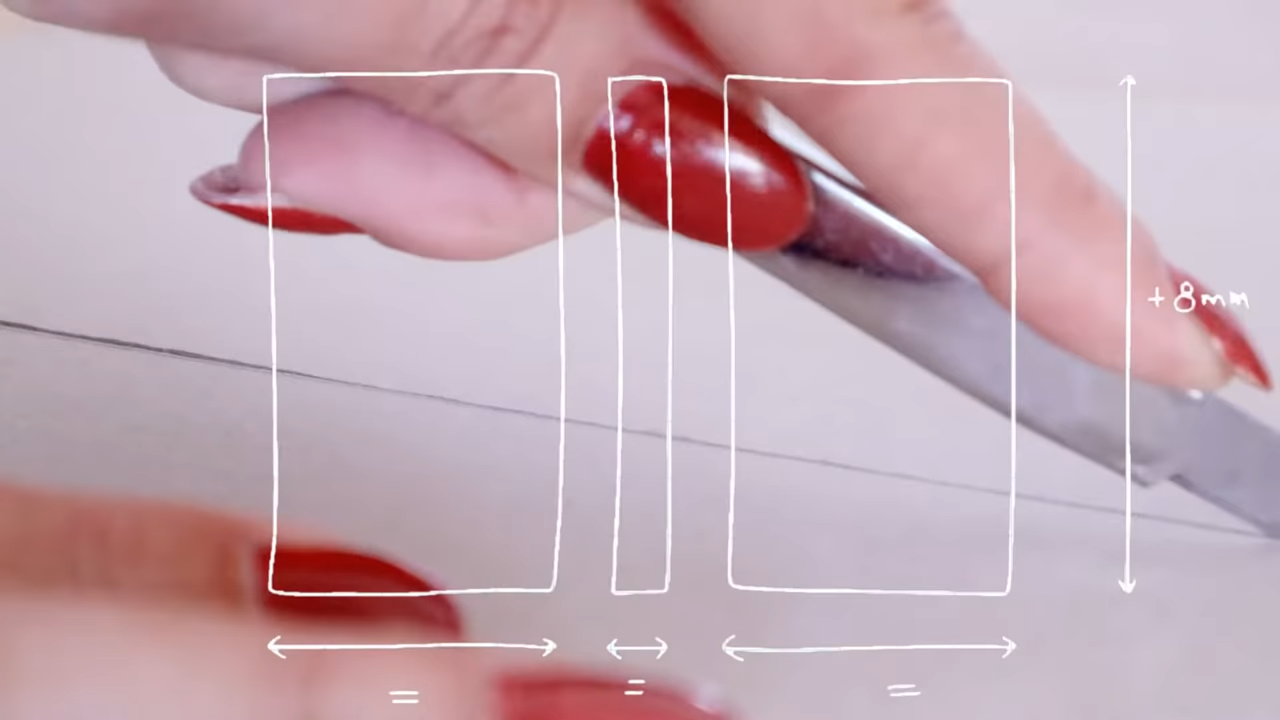 +8mm
= = =